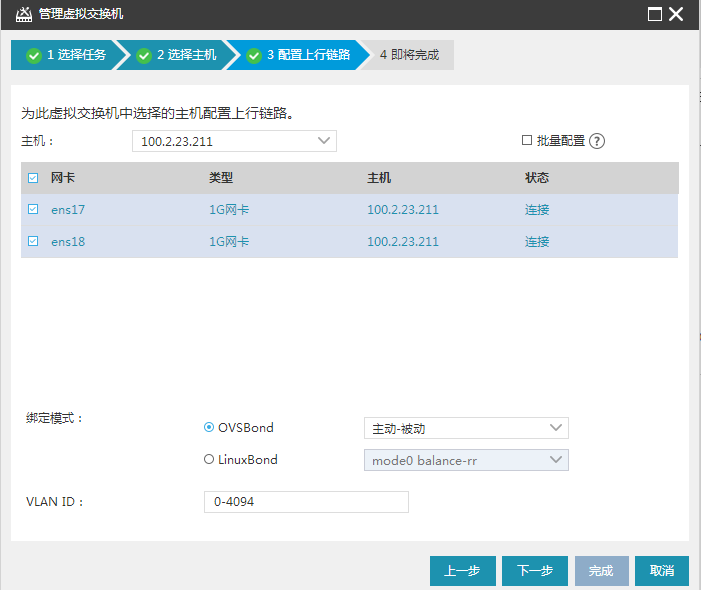 管理虚拟交换机
1 选择任务 2 选择主机 3 配置上行链路 4 即将完成
为此虚拟交换机中选择的主机配置上行链路。
主机： 100.2.23.211 批量配置 ?
网卡 类型 主机 状态
ens17 1G网卡 100.2.23.211 连接
ens18 1G网卡 100.2.23.211 连接
绑定模式：
OVSBond 主动-被动
LinuxBond mode0 balance-rr
VLAN ID： 0-4094
上一步 下一步 完成 取消